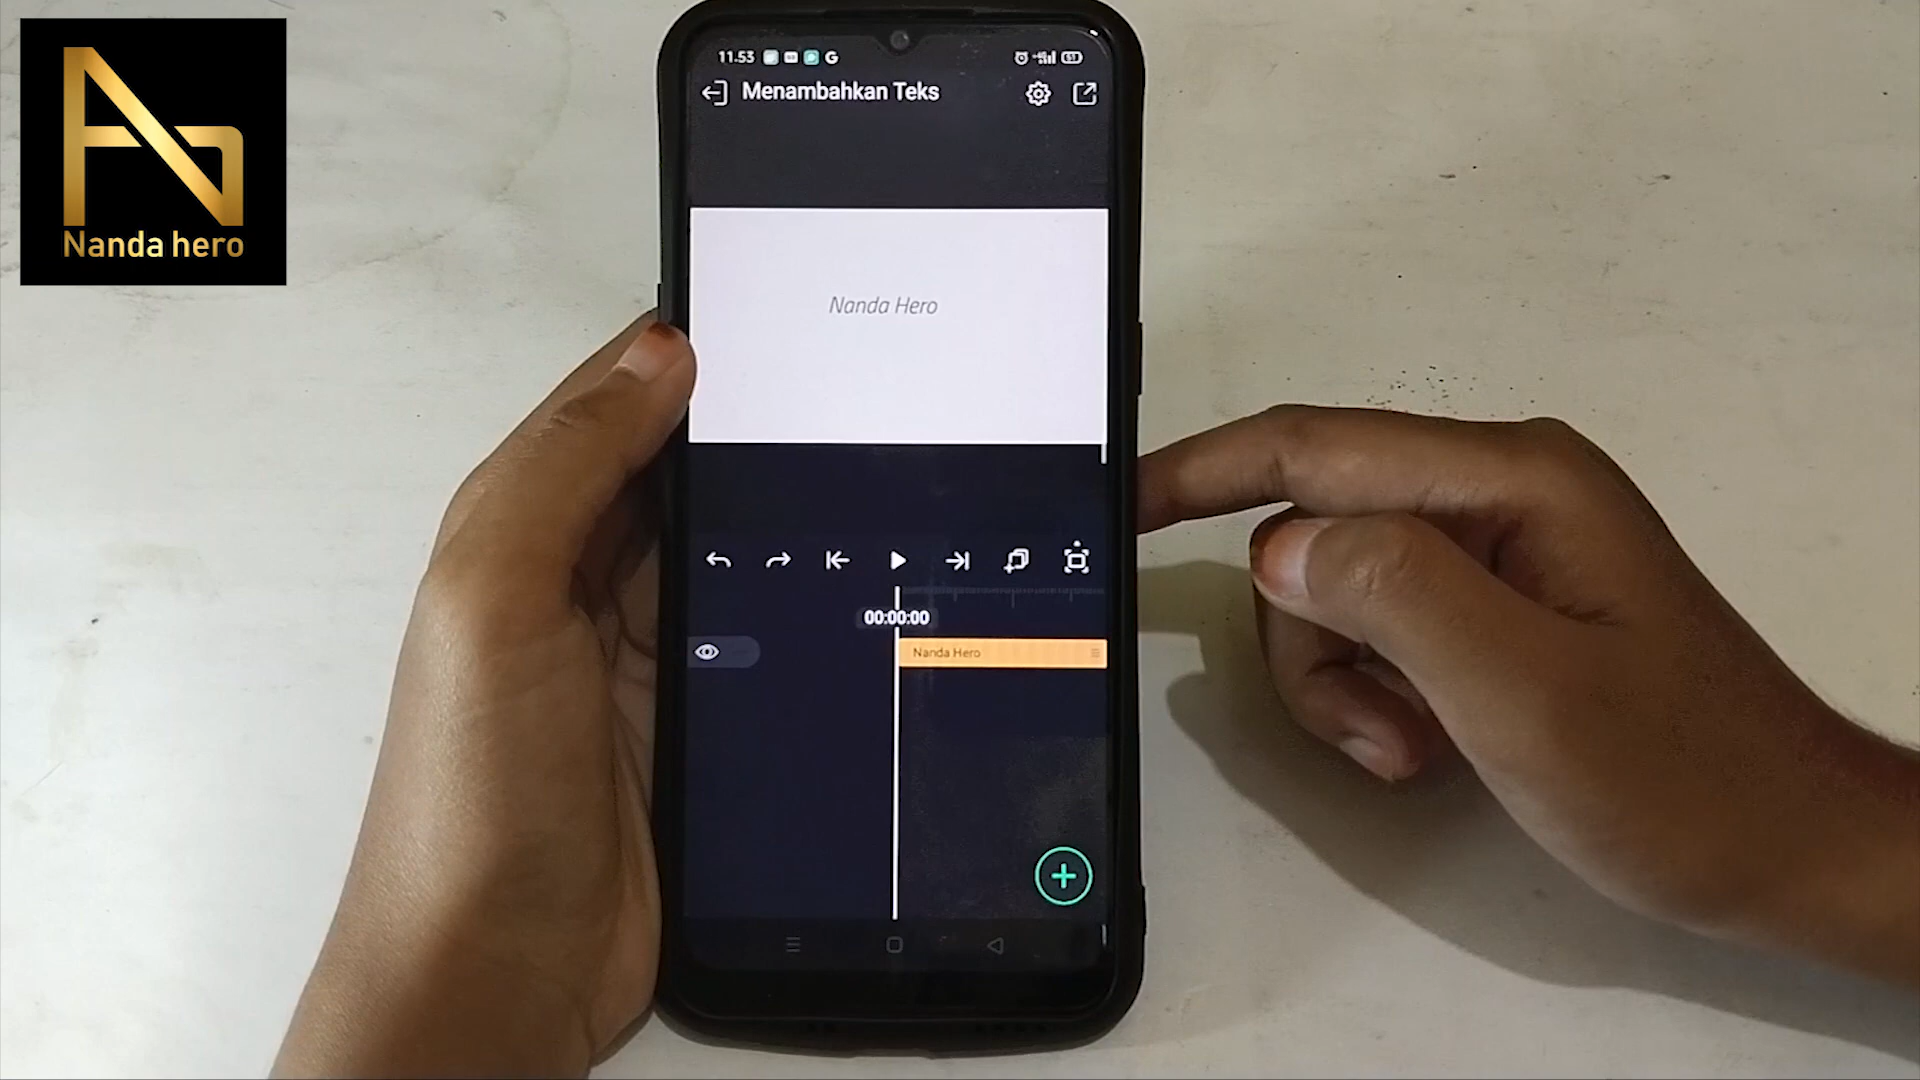 Nanda hero
11.53
G
Menambahkan Teks
Nanda Hero
00:00:00
Nanda Hero